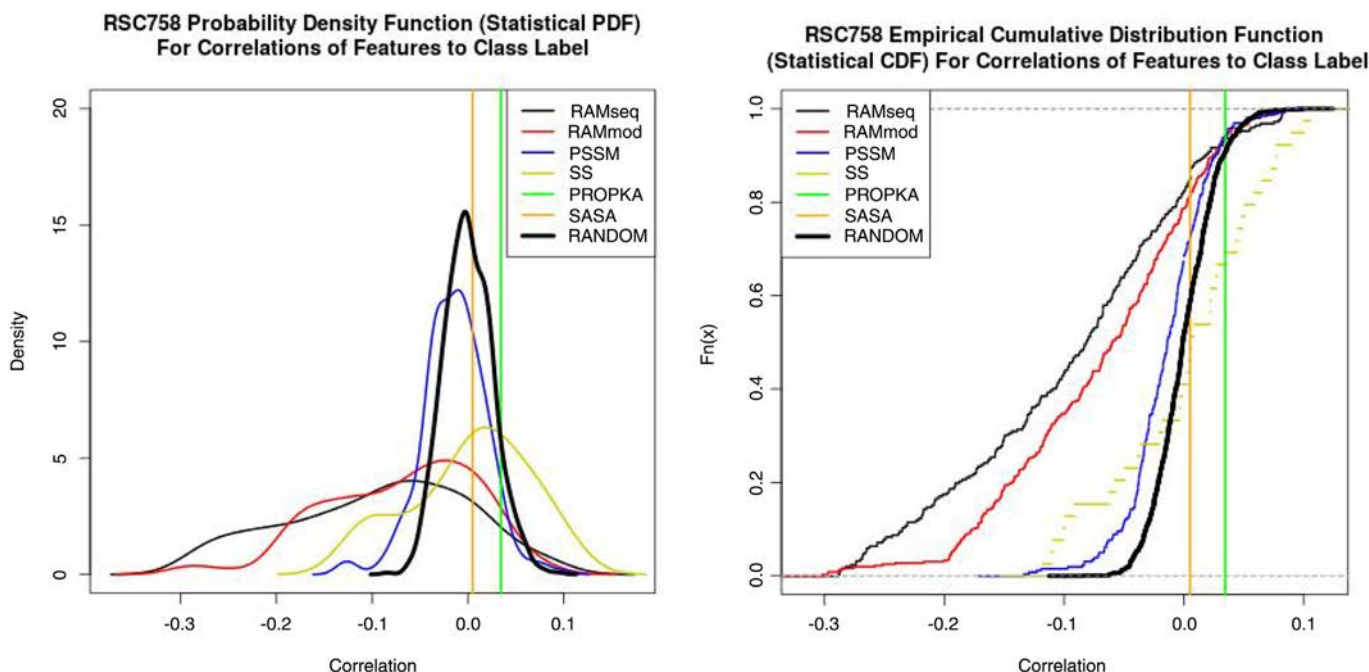 RSC758 Probability Density Function (Statistical PDF)
For Correlations of Features to Class Label
20
15
10
5
0
Density
RAMseq
RAMmod
PSSM
SS
PROPKA
SASA
RANDOM
-0.3
-0.2
-0.1
0.0
0.1
Correlation
RSC758 Empirical Cumulative Distribution Function
(Statistical CDF) For Correlations of Features to Class Label
1.0
0.8
0.6
0.4
0.2
0.0
Fn(x)
RAMseq
RAMmod
PSSM
SS
PROPKA
SASA
RANDOM
-0.3
-0.2
-0.1
0.0
0.1
Correlation